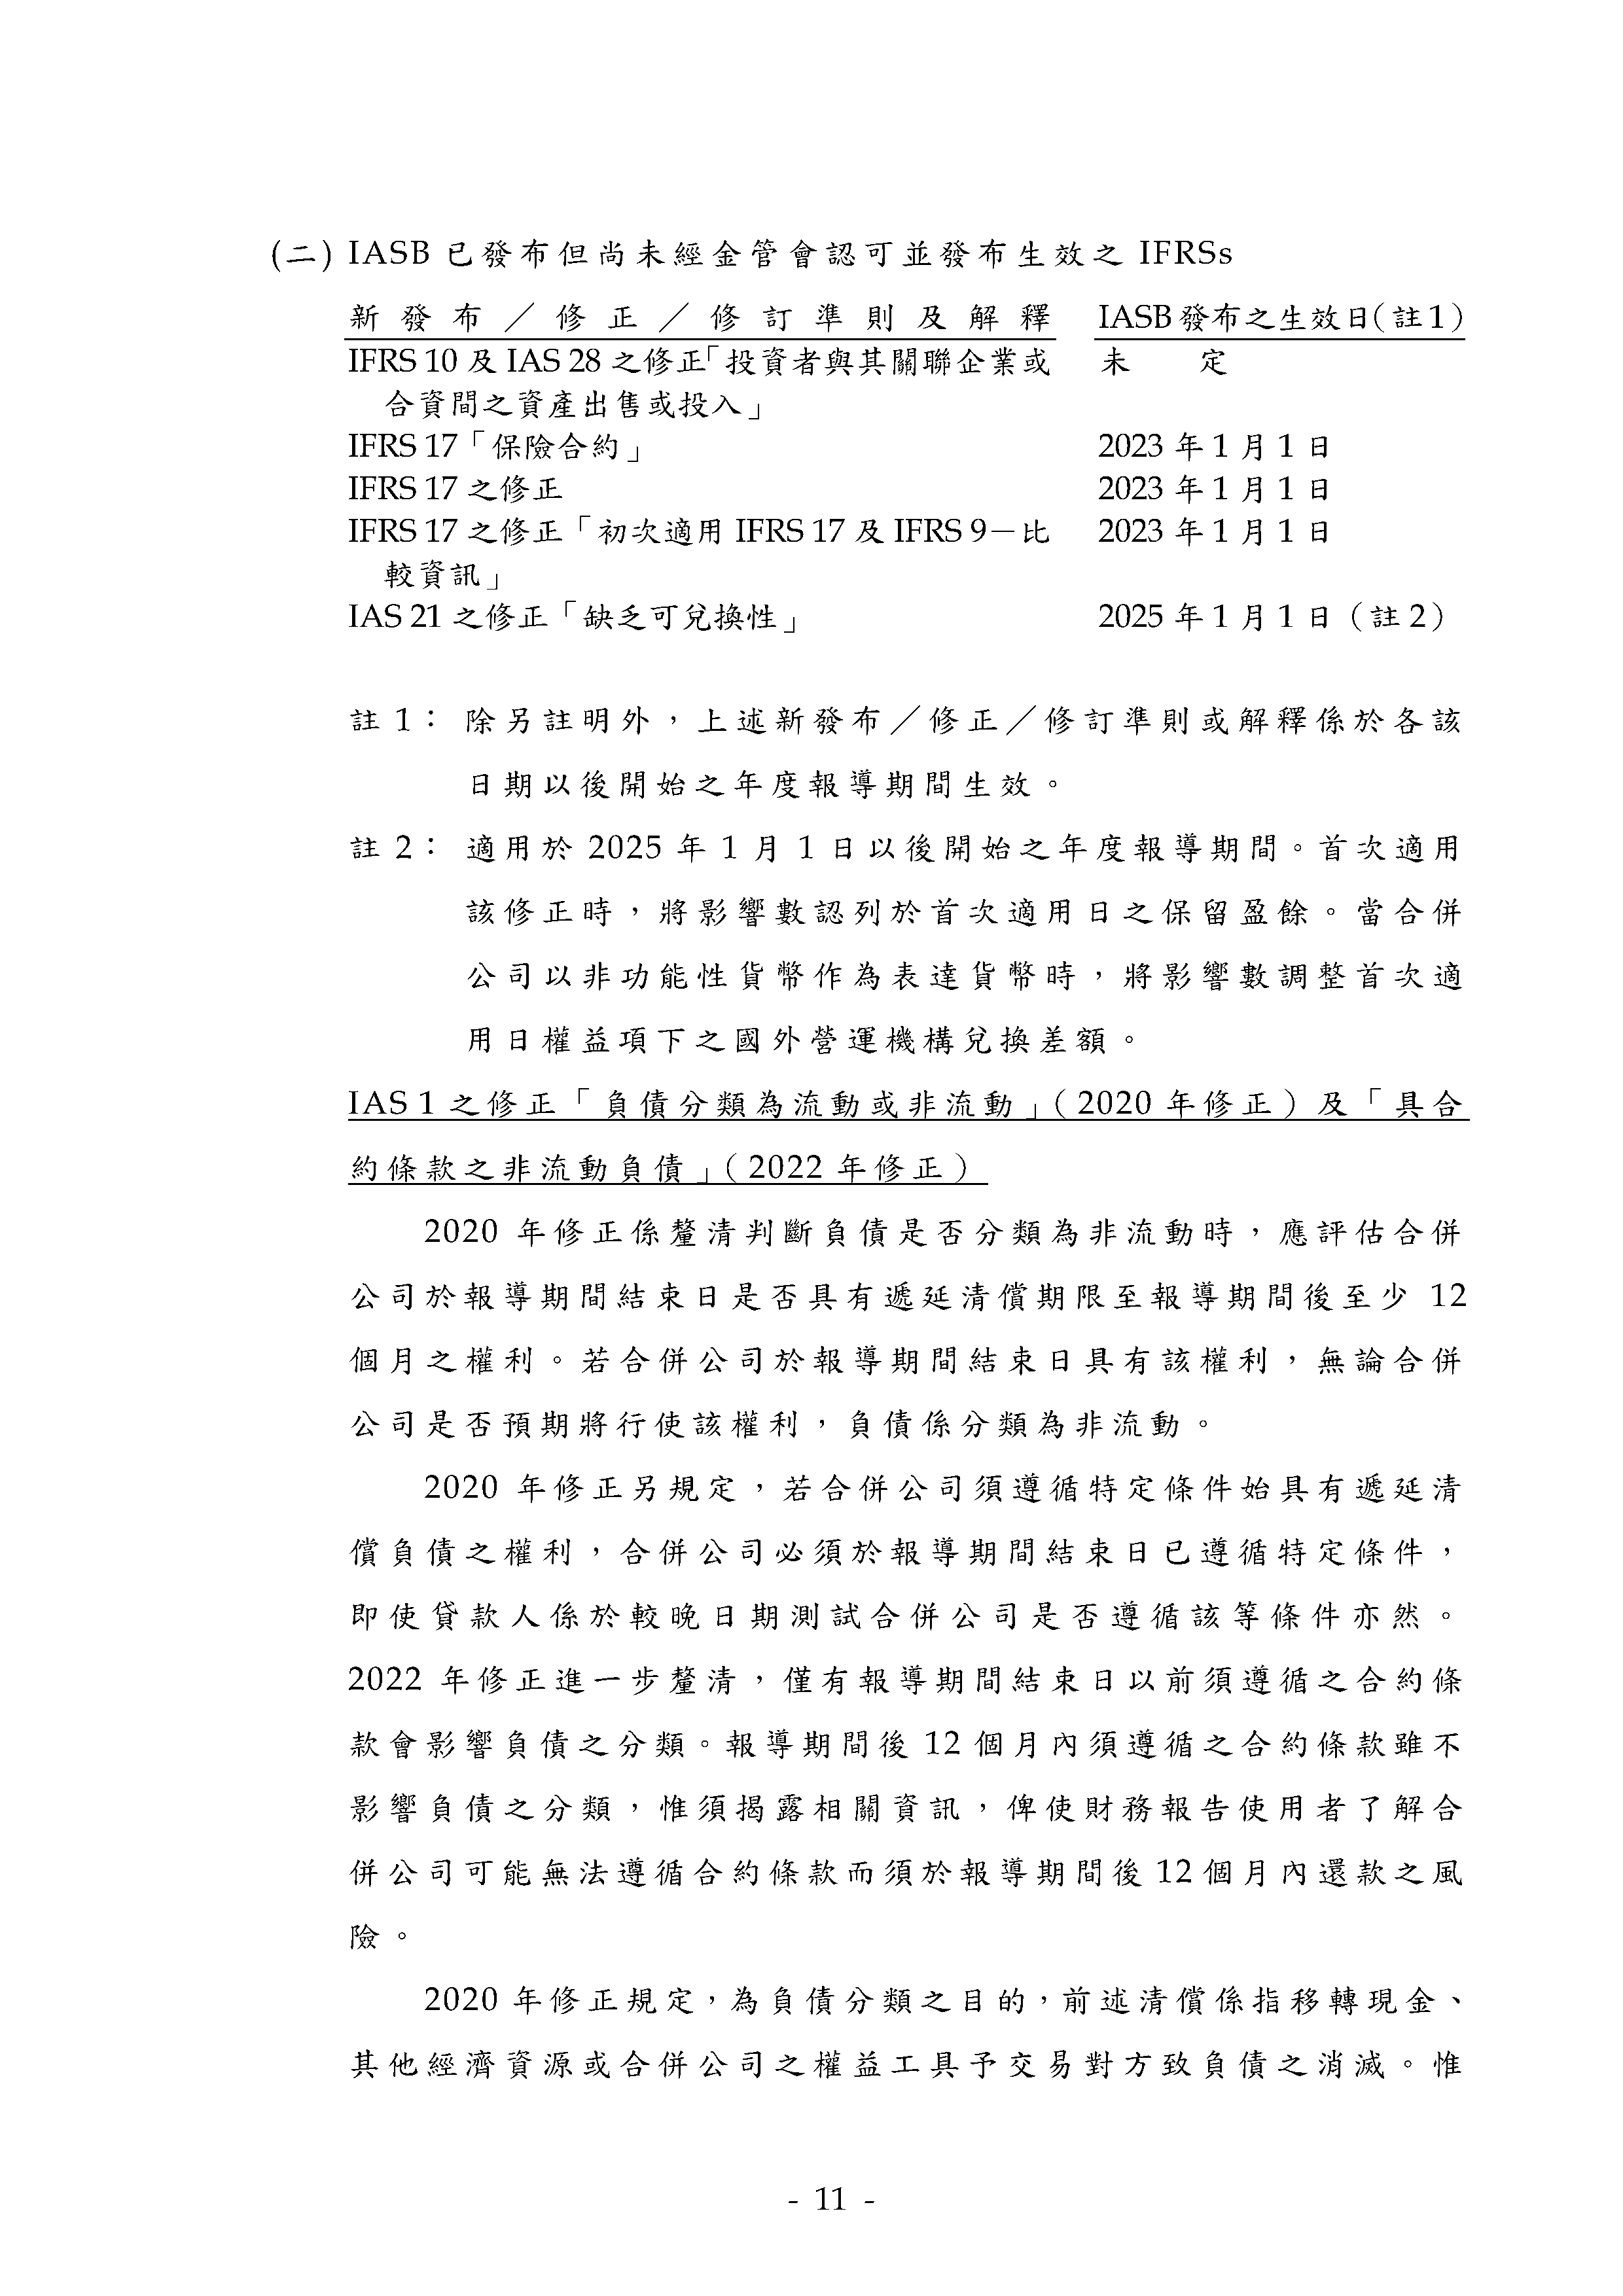 (二) IASB 已發布但尚未經金管會認可並發布生效之 IFRSs
新發布／修正／修訂準則及解釋 IASB發布之生效日(註1)
IFRS 10 及 IAS 28 之修正「投資者與其關聯企業或 未　定
合資間之資產出售或投入」
IFRS 17「保險合約」 2023 年 1 月 1 日
IFRS 17 之修正 2023 年 1 月 1 日
IFRS 17 之修正「初次適用 IFRS 17 及 IFRS 9－比 2023 年 1 月 1 日
較資訊」
IAS 21 之修正「缺乏可兌換性」 2025 年 1 月 1 日（註 2）
註 1： 除另註明外，上述新發布／修正／修訂準則或解釋係於各該
日期以後開始之年度報導期間生效。
註 2： 適用於 2025 年 1 月 1 日以後開始之年度報導期間。首次適用
該修正時，將影響數認列於首次適用日之保留盈餘。當合併
公司以非功能性貨幣作為表達貨幣時，將影響數調整首次適
用日權益項下之國外營運機構兌換差額。
IAS 1 之修正「負債分類為流動或非流動」（2020 年修正）及「具合
約條款之非流動負債」（2022 年修正）
2020 年修正係釐清判斷負債是否分類為非流動時，應評估合併
公司於報導期間結束日是否具有遞延清償期限至報導期間後至少 12
個月之權利。若合併公司於報導期間結束日具有該權利，無論合併
公司是否預期將行使該權利，負債係分類為非流動。
2020 年修正另規定，若合併公司須遵循特定條件始具有遞延清
償負債之權利，合併公司必須於報導期間結束日已遵循特定條件，
即使貸款人係於較晚日期測試合併公司是否遵循該等條件亦然。
2022 年修正進一步釐清，僅有報導期間結束日以前須遵循之合約條
款會影響負債之分類。報導期間後 12 個月內須遵循之合約條款雖不
影響負債之分類，惟須揭露相關資訊，俾使財務報告使用者了解合
併公司可能無法遵循合約條款而須於報導期間後 12 個月內還款之風
險。
2020 年修正規定，為負債分類之目的，前述清償係指移轉現金、
其他經濟資源或合併公司之權益工具予交易對方致負債之消滅。惟
- 11 -